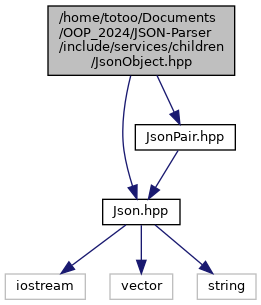 /home/totoo/Documents
/OOP_2024/JSON-Parser
/include/services/children
/JsonObject.hpp
JsonPair.hpp
Json.hpp
iostream
vector
string